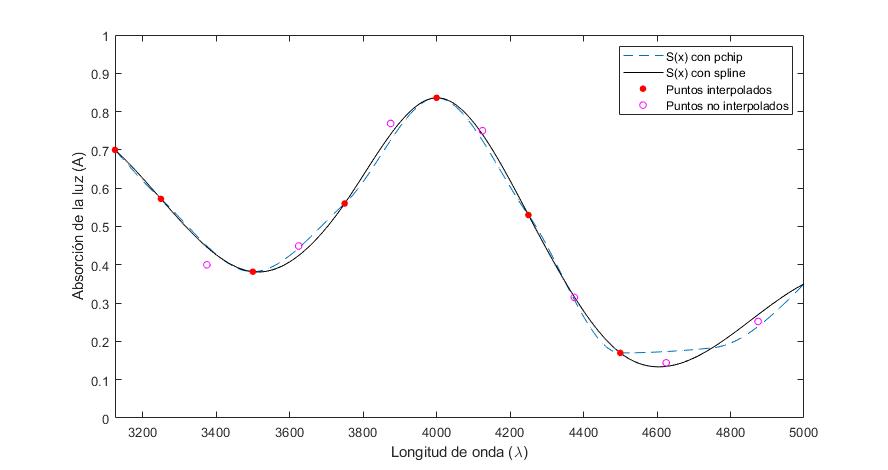 1
0.9
0.8
0.7
0.6
0.5
0.4
0.3
0.2
0.1
0
Absorción de la luz (A)
S(x) con pchip
S(x) con spline
Puntos interpolados
Puntos no interpolados
3200 3400 3600 3800 4000 4200 4400 4600 4800 5000
Longitud de onda (λ)